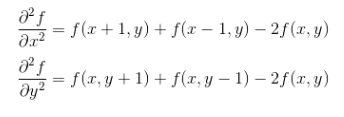 ∂²f/∂x² = f(x + 1, y) + f(x − 1, y) − 2f(x, y)
∂²f/∂y² = f(x, y + 1) + f(x, y − 1) − 2f(x, y)